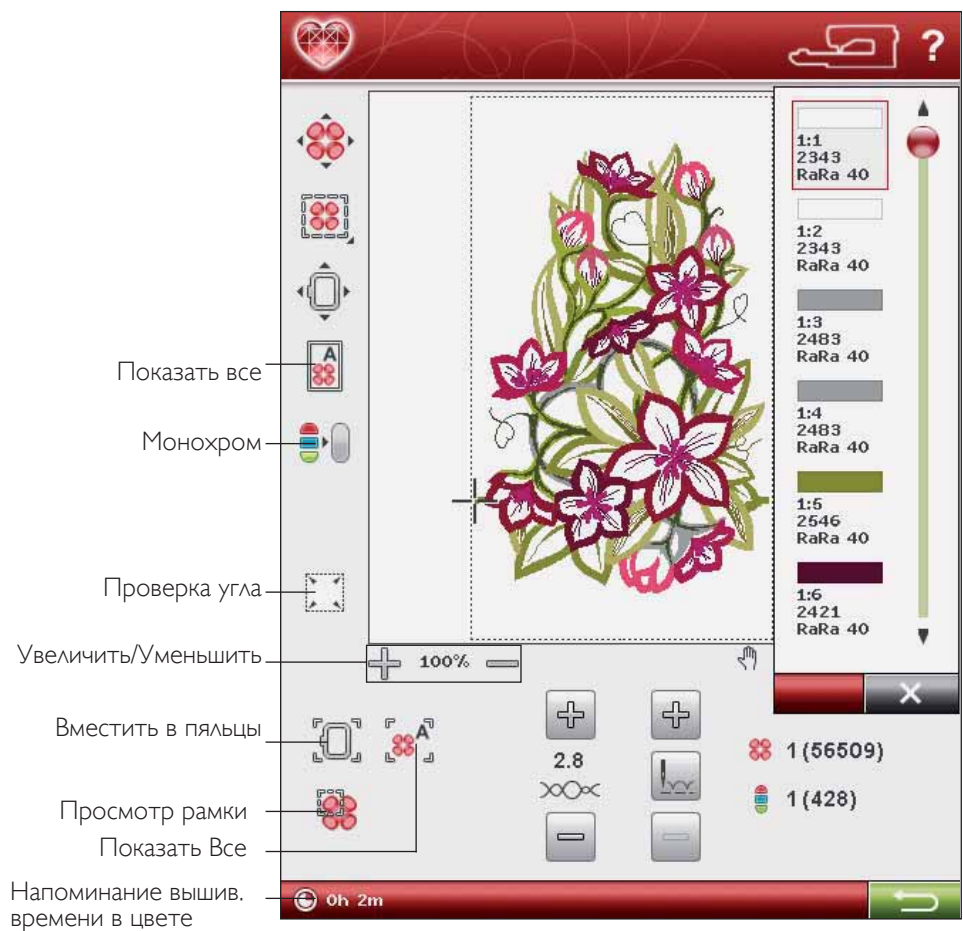 ?
1:1
2343
RaRa 40
1:2
2343
RaRa 40
1:3
2483
RaRa 40
1:4
2483
RaRa 40
1:5
2546
RaRa 40
1:6
2421
RaRa 40
A
Показать все
Монохром
Проверка угла
Увеличить/Уменьшить
100%
Вместить в пяльцы
A
2.8
1 (56509)
1 (428)
Просмотр рамки
Показать Все
Напоминание вышив.
времени в цвете
0h 2m